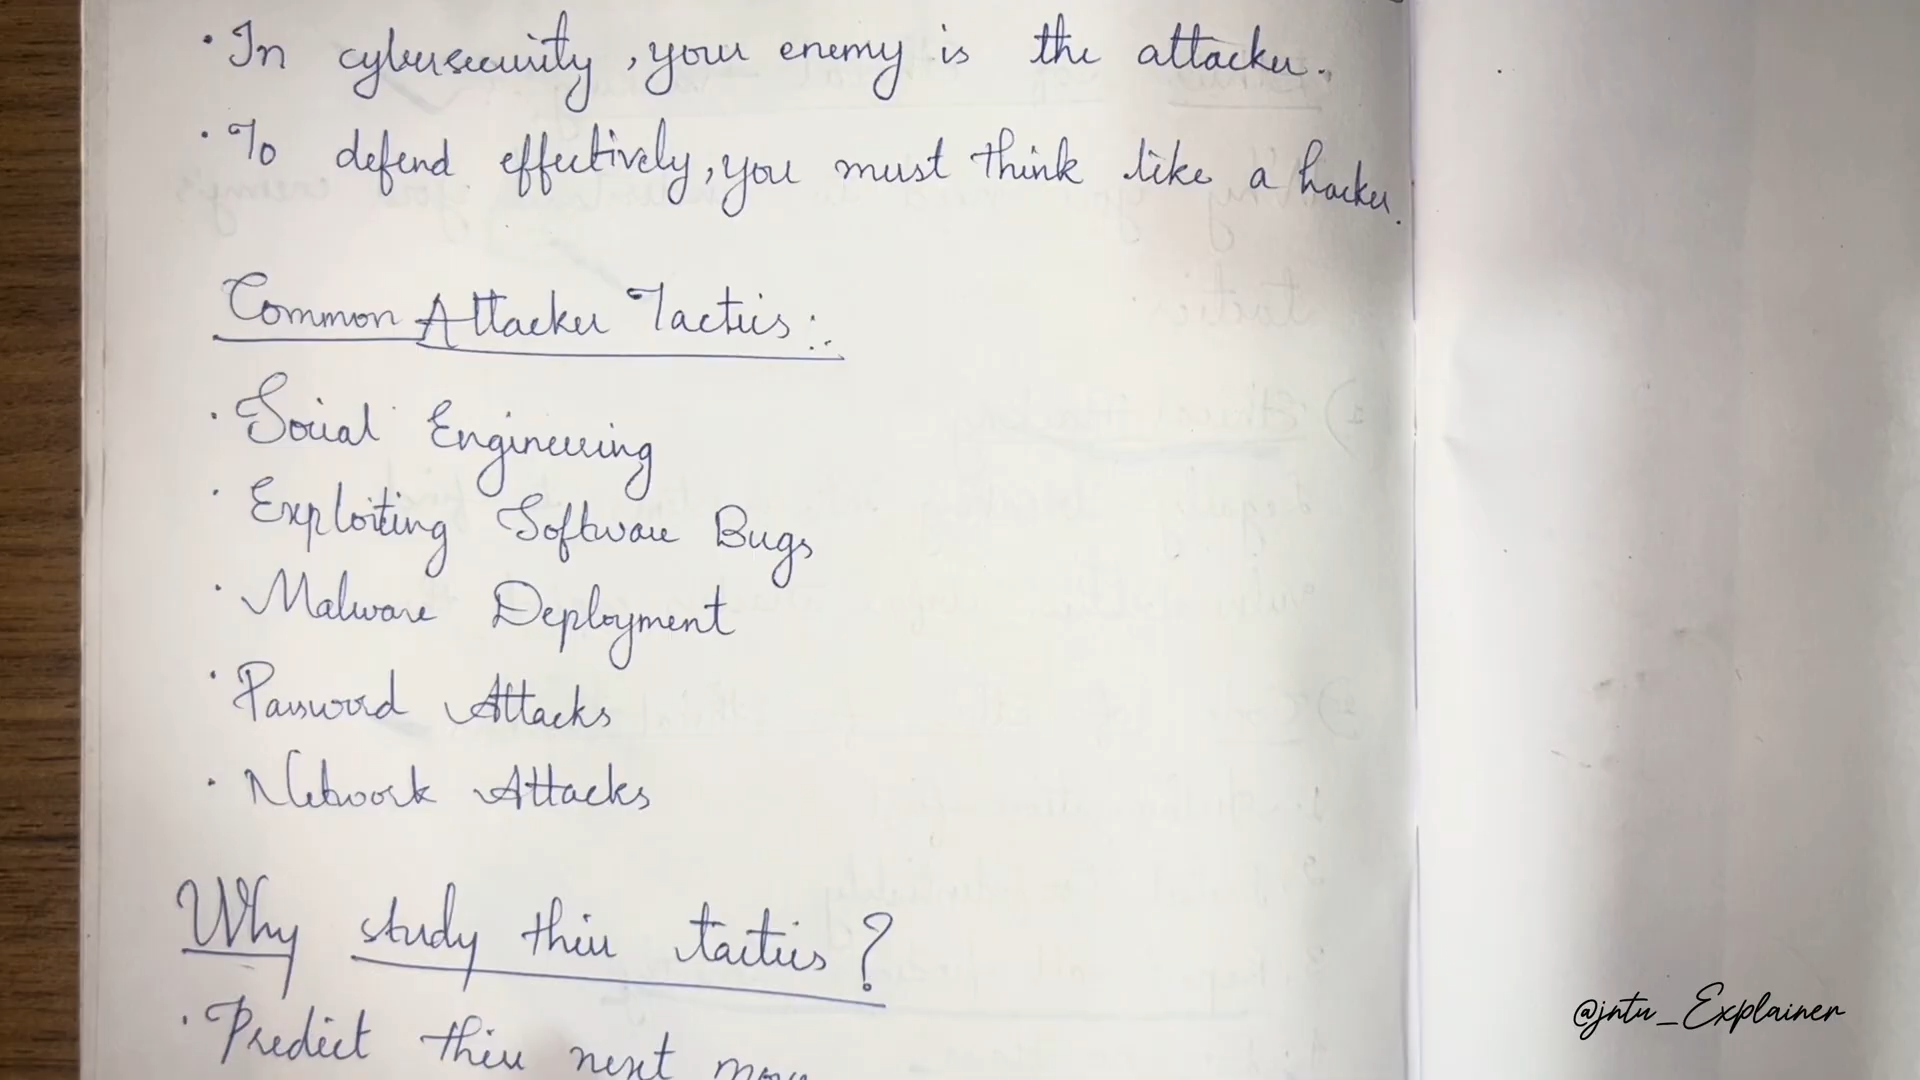 • In cybersecurity, your enemy is the attacker.
• To defend effectively, you must think like a hacker.
Common Attacker Tactics:
• Social Engineering
• Exploiting Software Bugs
• Malware Deployment
• Password Attacks
• Network Attacks
Why study their tactics?
• Predict their next
@jntu_Explainer